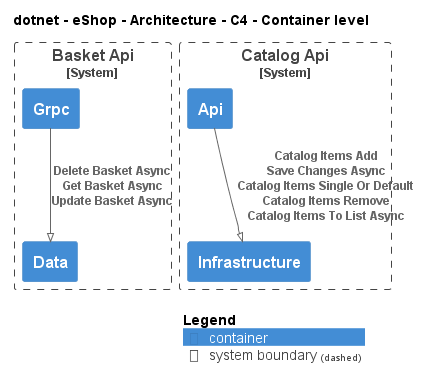 dotnet - eShop - Architecture - C4 - Container level
Basket Api
[System]
Catalog Api
[System]
Grpc
Api
Delete Basket Async
Get Basket Async
Update Basket Async
Catalog Items Add
Save Changes Async
Catalog Items Single Or Default
Catalog Items Remove
Catalog Items To List Async
Data
Infrastructure
Legend
container
system boundary (dashed)